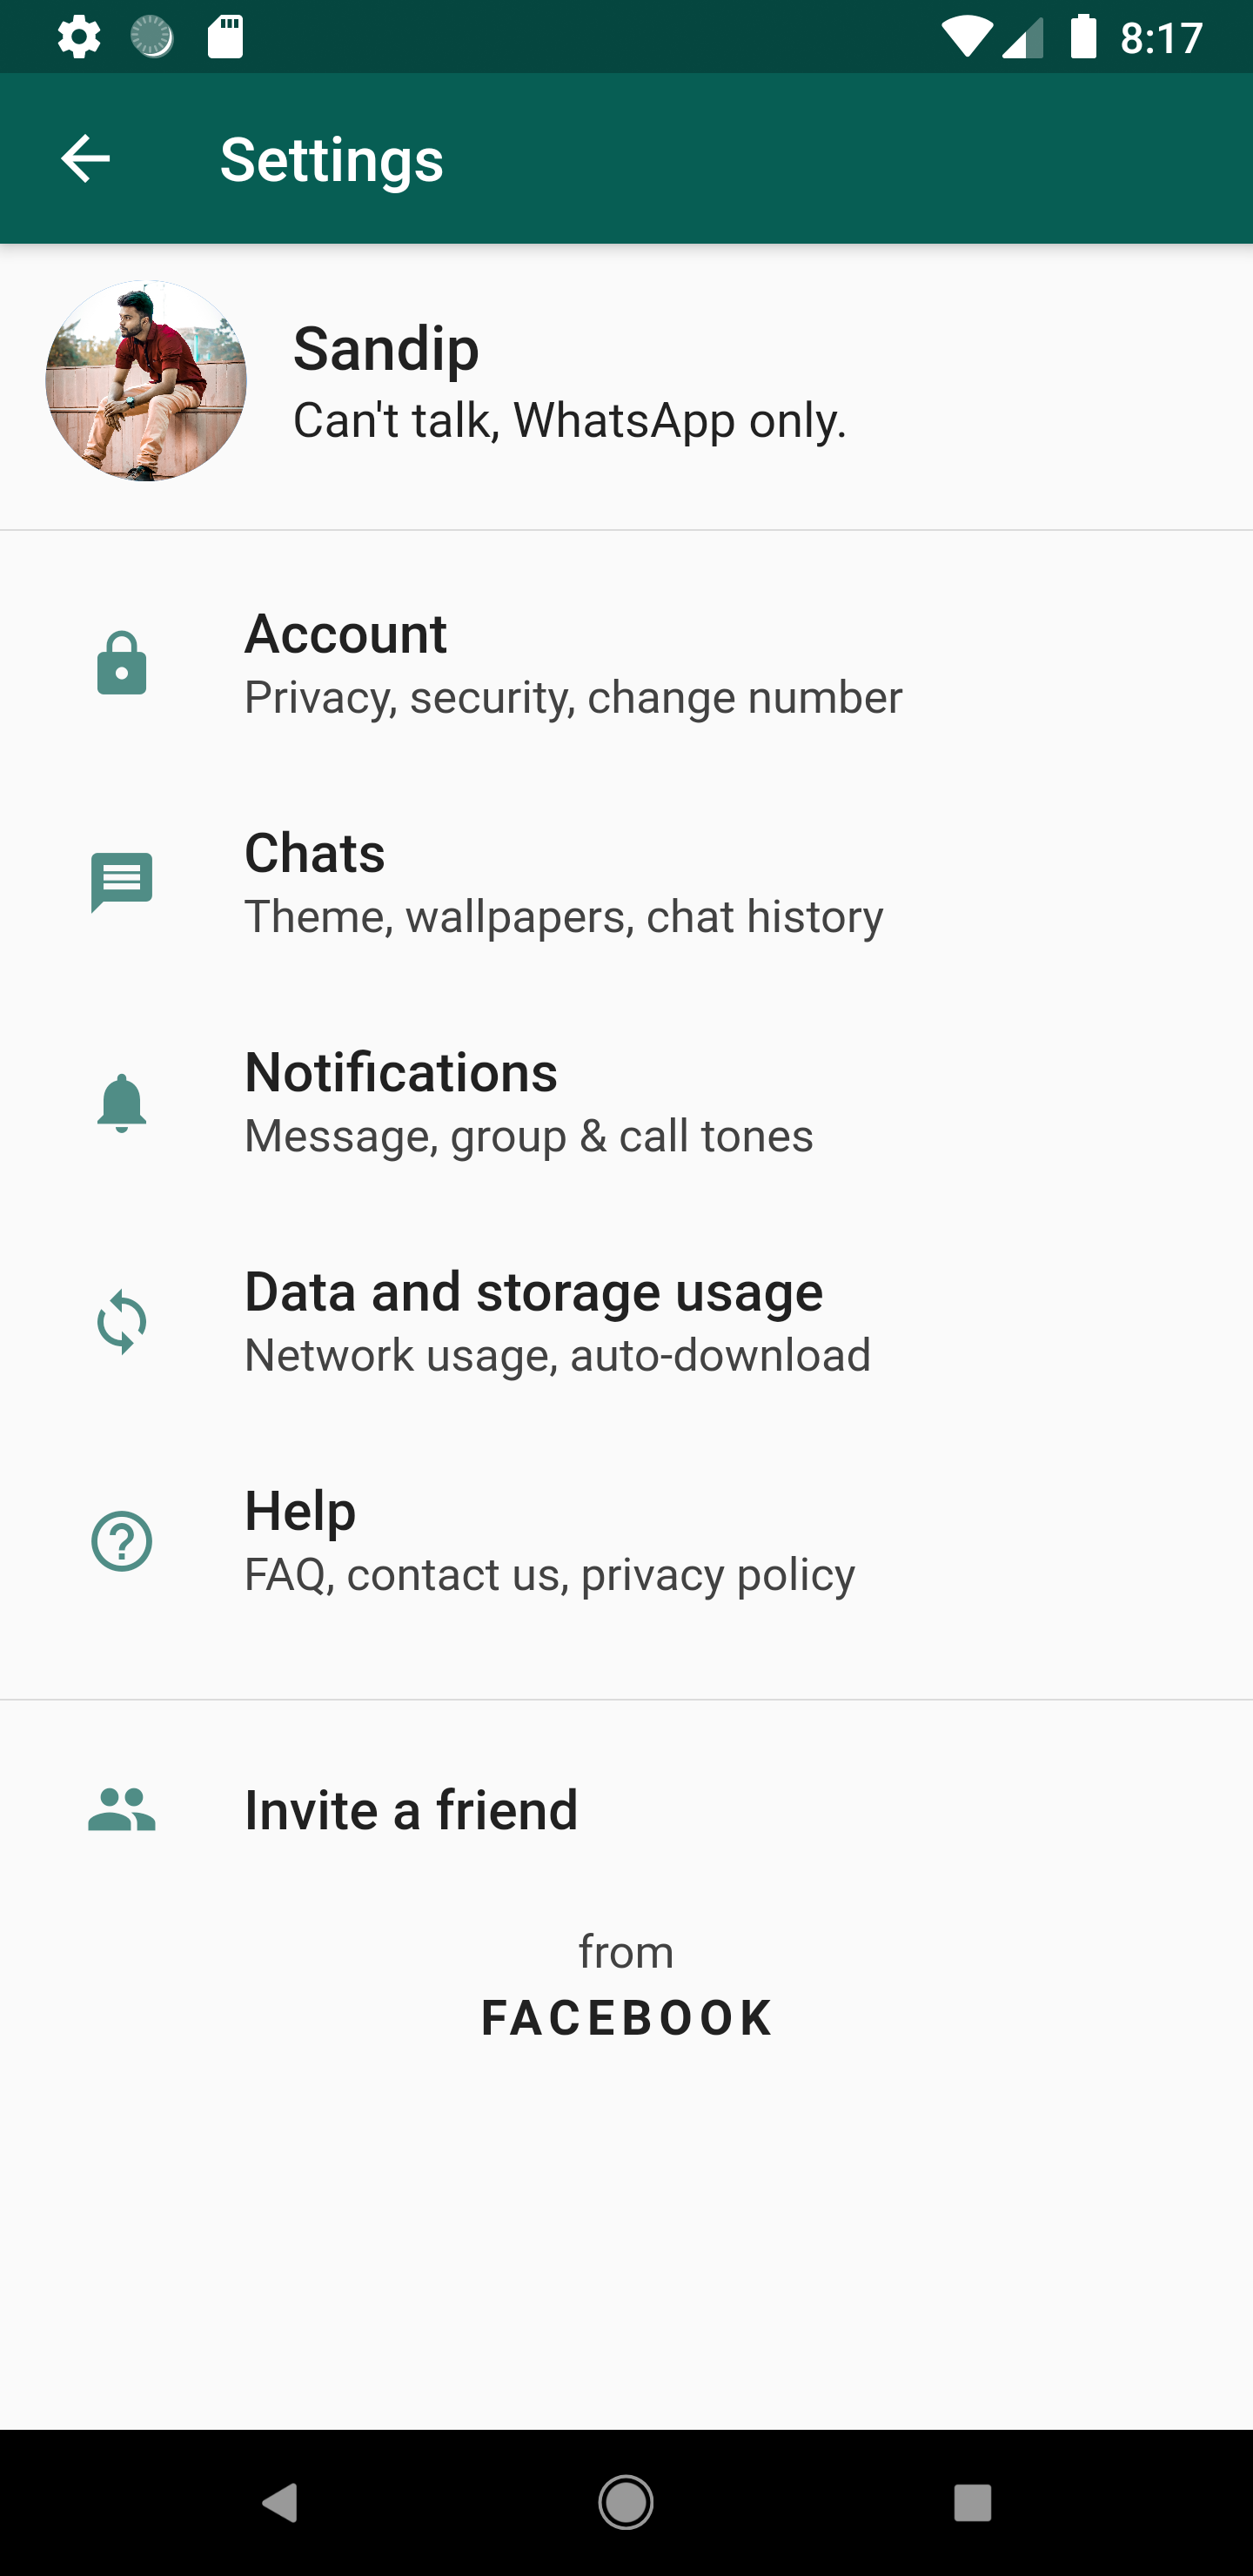 8:17
Settings
Sandip
Can't talk, WhatsApp only.
Account
Privacy, security, change number
Chats
Theme, wallpapers, chat history
Notifications
Message, group & call tones
Data and storage usage
Network usage, auto-download
Help
FAQ, contact us, privacy policy
Invite a friend
from
FACEBOOK